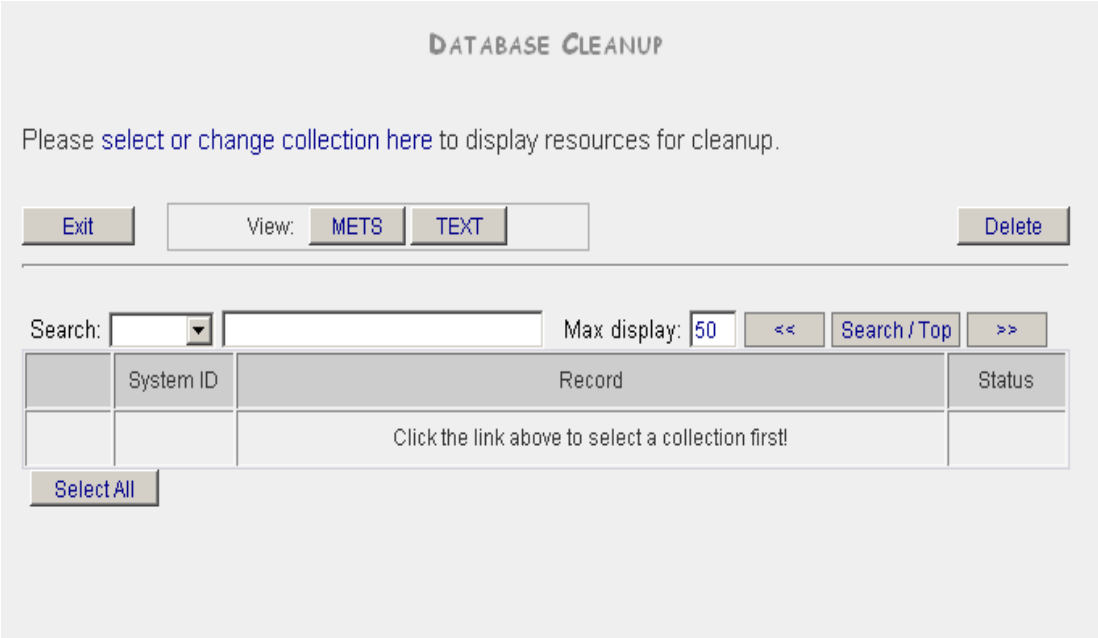 DATABASE CLEANUP
Please select or change collection here to display resources for cleanup.
Exit View: METS TEXT Delete
Search: Max display: 50 << Search / Top >>
System ID Record Status
Click the link above to select a collection first!
Select All